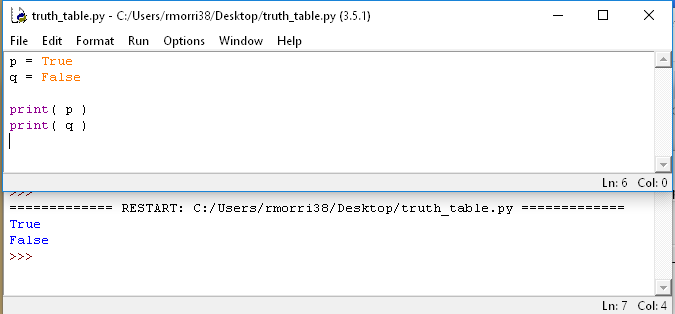 truth_table.py - C:/Users/rmorri38/Desktop/truth_table.py (3.5.1)
File Edit Format Run Options Window Help
p = True
q = False
print( p )
print( q )
Ln: 6 Col: 0
>>>
============= RESTART: C:/Users/rmorri38/Desktop/truth_table.py =============
True
False
>>>
Ln: 7 Col: 4